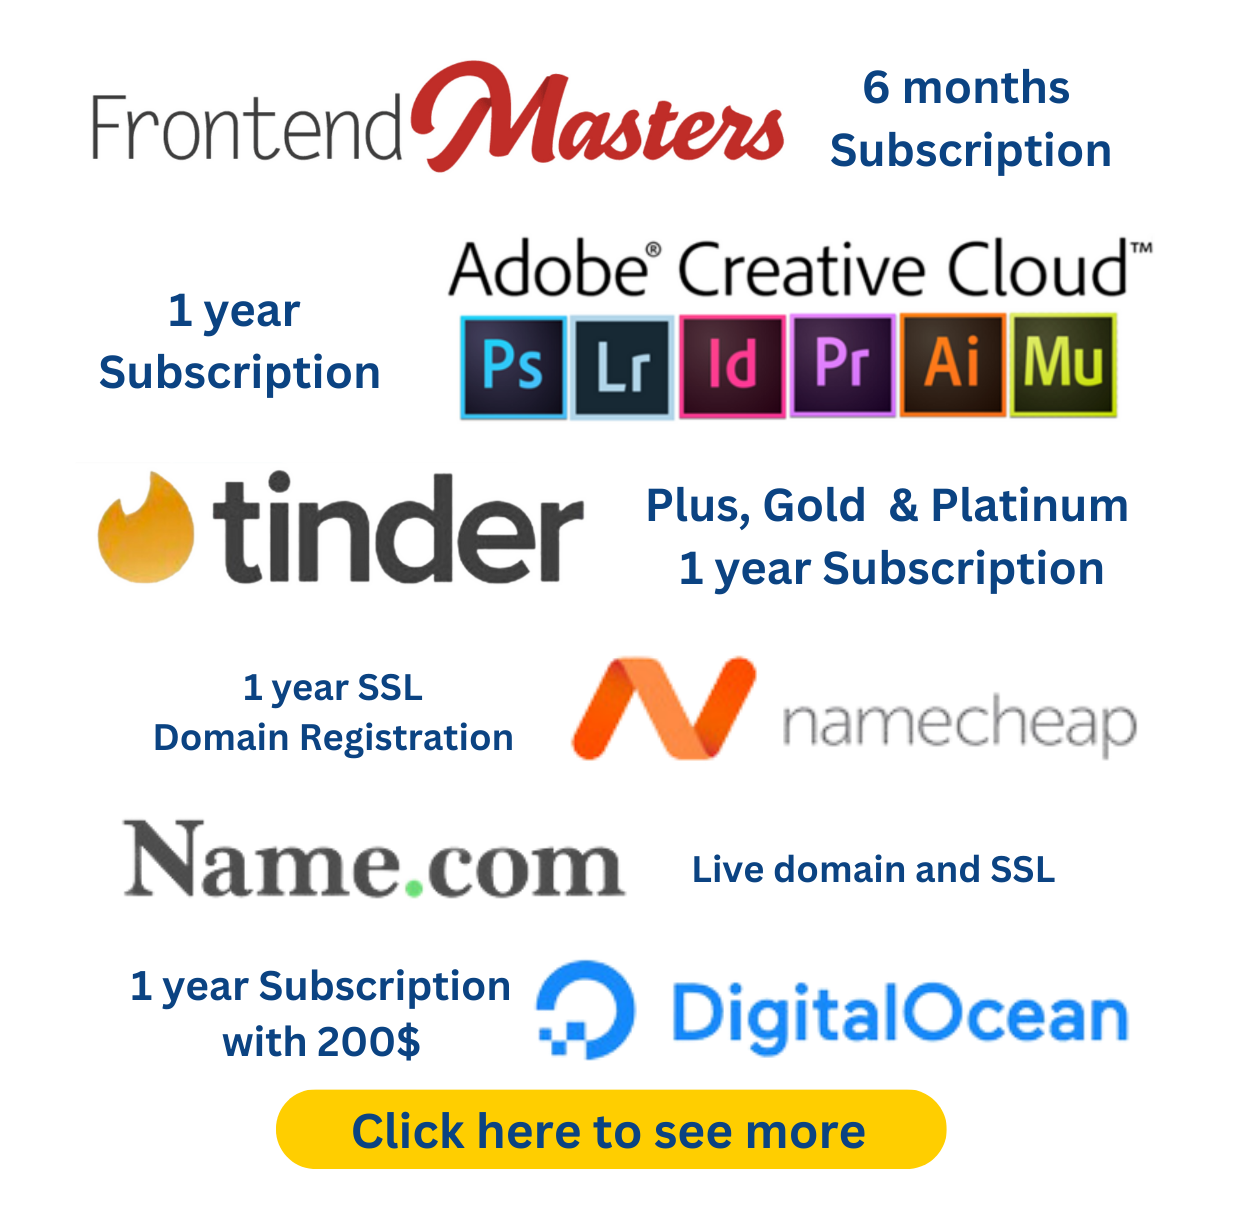 FrontendMasters
6 months
Subscription
Adobe® Creative Cloud™
1 year
Subscription
Ps Lr Id Pr Ai Mu
tinder
Plus, Gold & Platinum
1 year Subscription
1 year SSL
Domain Registration
namecheap
Name.com
Live domain and SSL
1 year Subscription
with 200$
DigitalOcean
Click here to see more